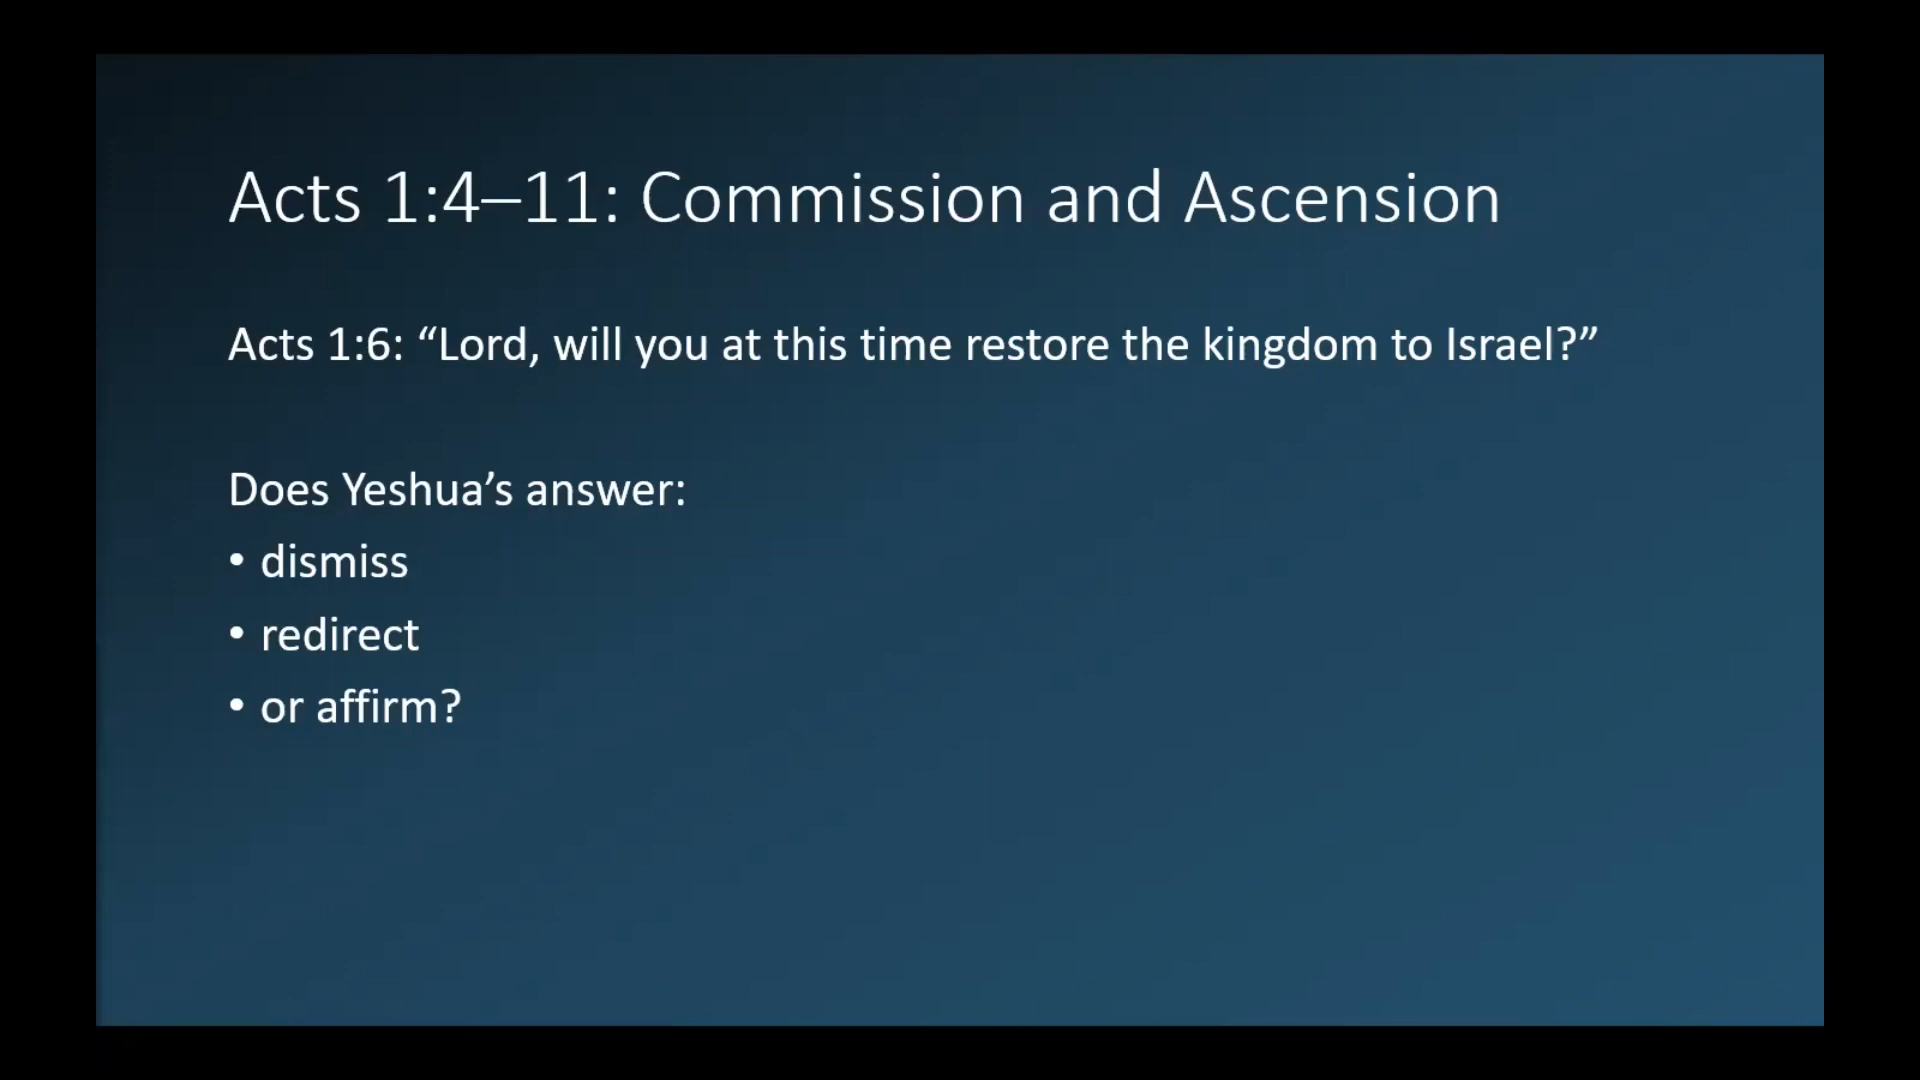 Acts 1:4–11: Commission and Ascension
Acts 1:6: “Lord, will you at this time restore the kingdom to Israel?”
Does Yeshua’s answer:
• dismiss
• redirect
• or affirm?